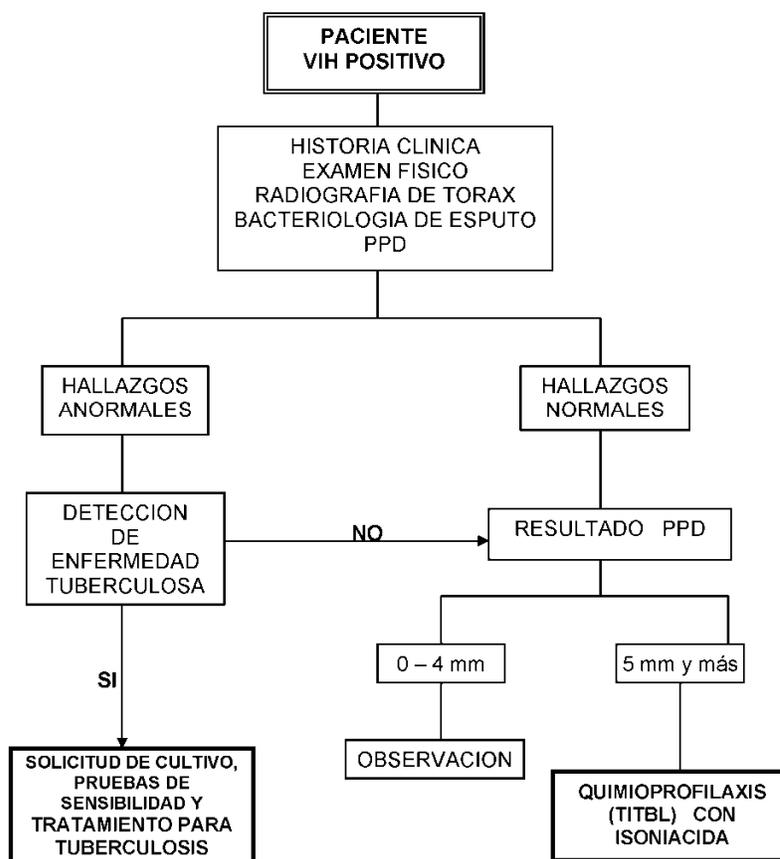 PACIENTE
VIH POSITIVO
HISTORIA CLINICA
EXAMEN FISICO
RADIOGRAFIA DE TORAX
BACTERIOLOGIA DE ESPUTO
PPD
HALLAZGOS
ANORMALES
HALLAZGOS
NORMALES
DETECCION
DE
ENFERMEDAD
TUBERCULOSA
NO
RESULTADO PPD
SI
0 – 4 mm
5 mm y más
OBSERVACION
SOLICITUD DE CULTIVO,
PRUEBAS DE
SENSIBILIDAD Y
TRATAMIENTO PARA
TUBERCULOSIS
QUIMIOPROFILAXIS
(TITBL) CON
ISONIACIDA